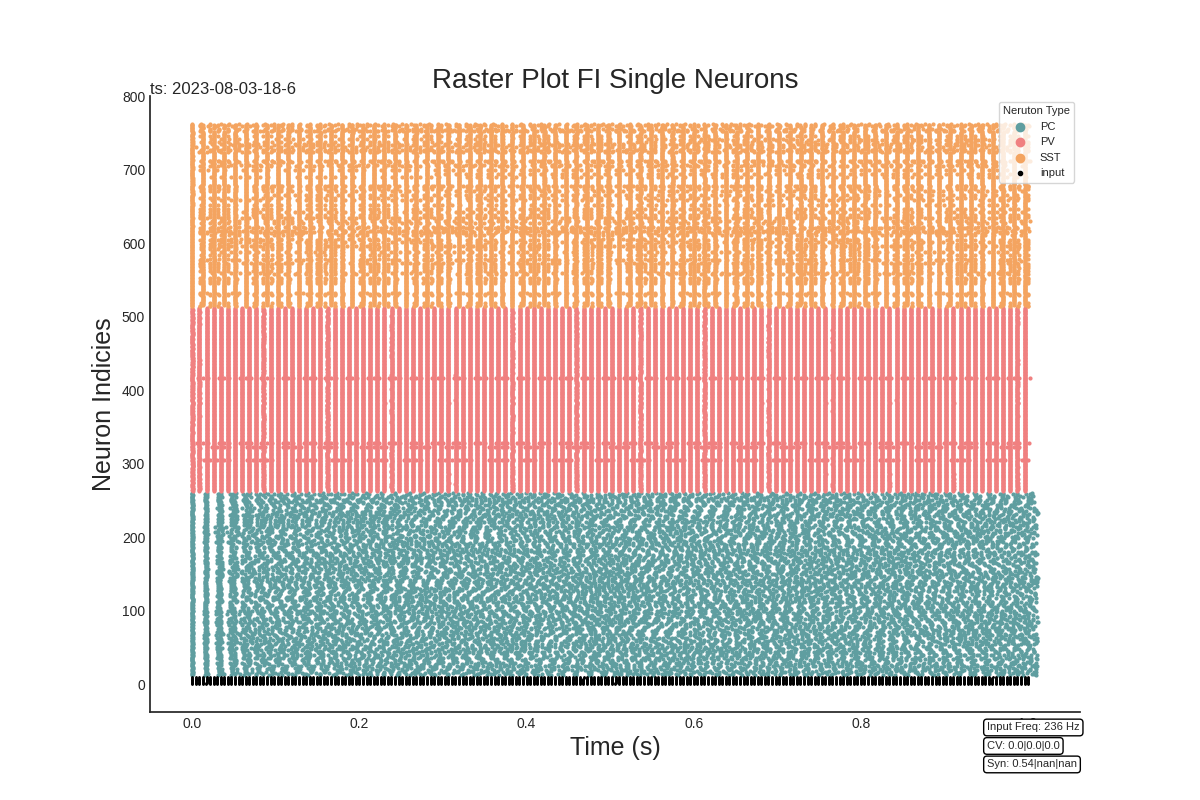 Raster Plot FI Single Neurons
ts: 2023-08-03-18-6
Neruton Type
PC
PV
SST
input
800
700
600
500
400
300
200
100
0
Neuron Indicies
0.0 0.2 0.4 0.6 0.8
Time (s)
Input Freq: 236 Hz
CV: 0.0|0.0|0.0
Syn: 0.54|nan|nan